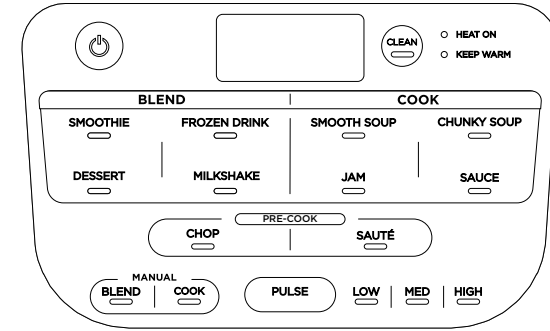 CLEAN
HEAT ON
KEEP WARM
BLEND COOK
SMOOTHIE FROZEN DRINK SMOOTH SOUP CHUNKY SOUP
DESSERT MILKSHAKE JAM SAUCE
PRE-COOK
CHOP SAUTÉ
MANUAL
BLEND COOK PULSE LOW MED HIGH